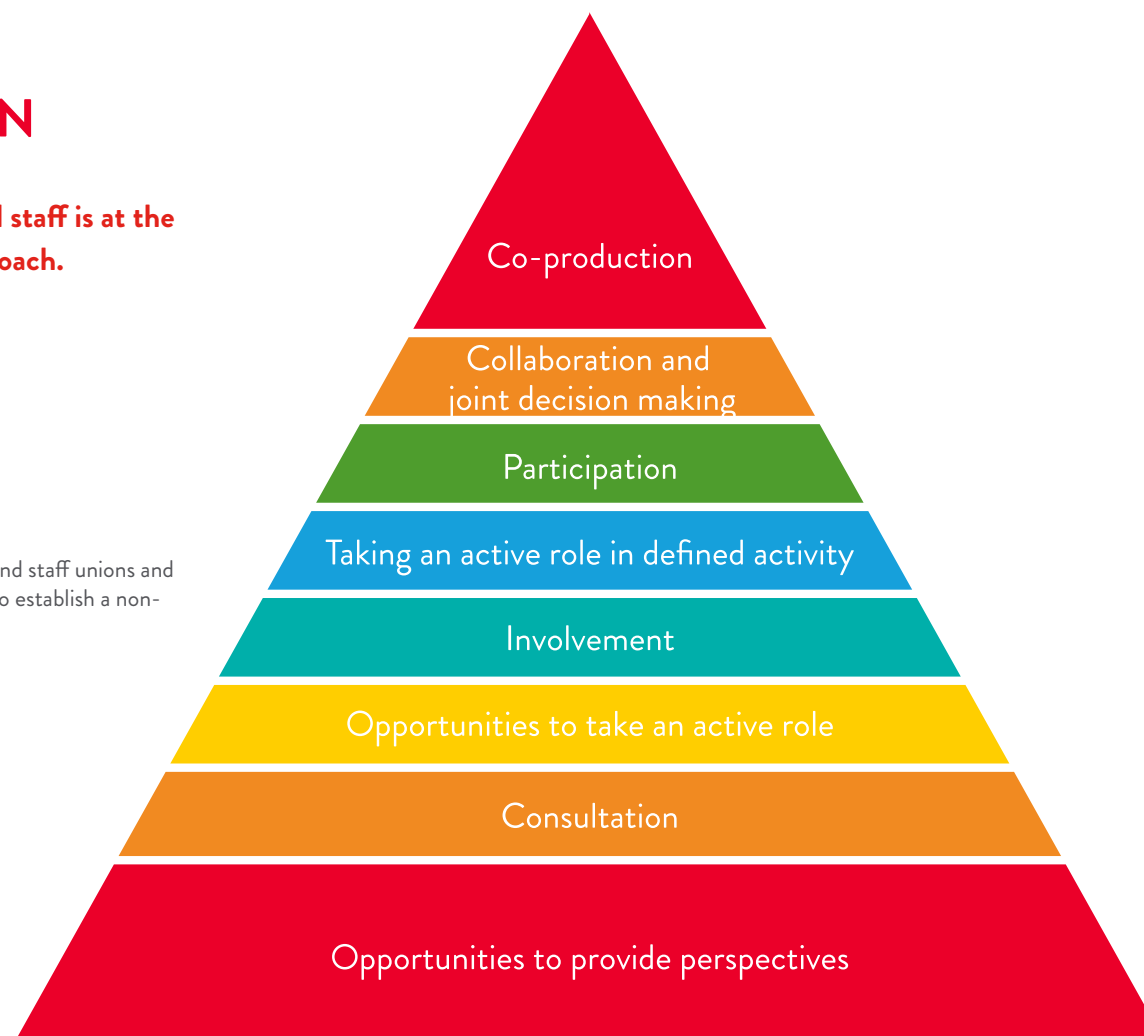 N
staff is at the
oach.
nd staff unions and
o establish a non-
Co-production
Collaboration and
joint decision making
Participation
Taking an active role in defined activity
Involvement
Opportunities to take an active role
Consultation
Opportunities to provide perspectives